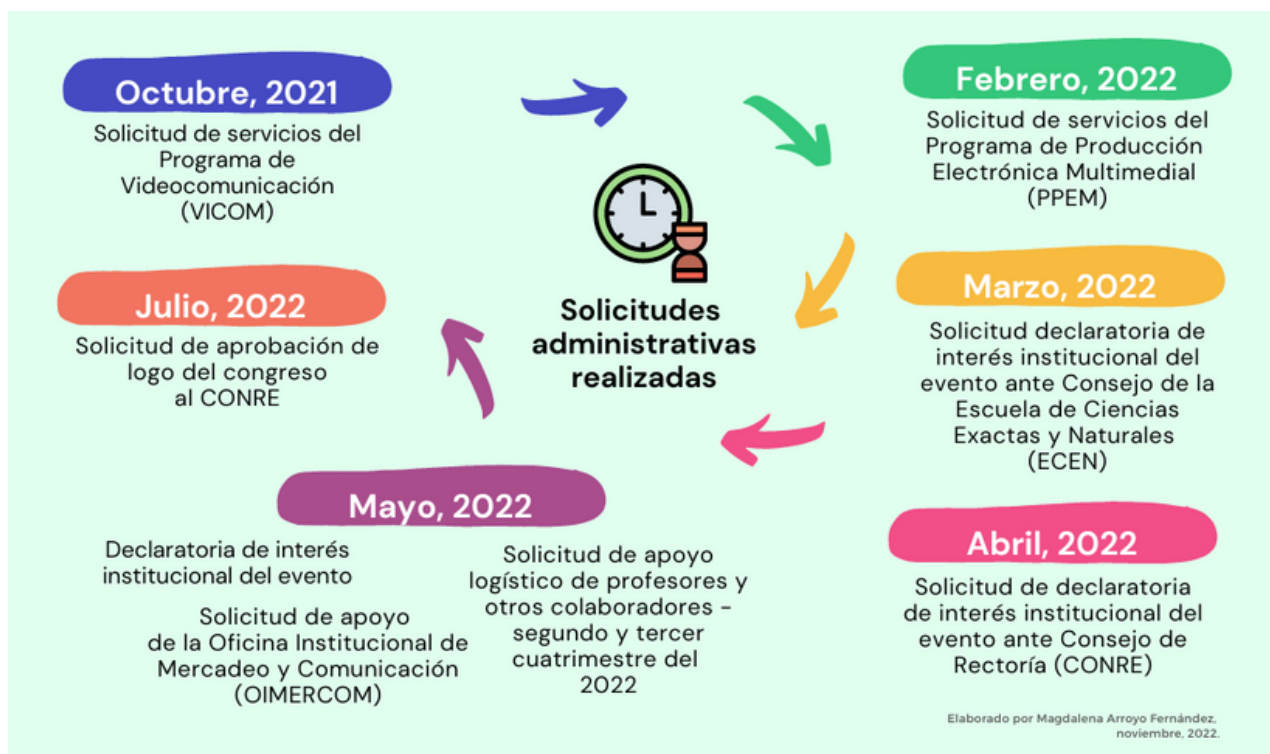 Octubre, 2021
Solicitud de servicios del
Programa de
Videocomunicación
(VICOM)
Febrero, 2022
Solicitud de servicios del
Programa de Producción
Electrónica Multimedial
(PPEM)
Marzo, 2022
Solicitud declaratoria de
interés institucional del
evento ante Consejo de la
Escuela de Ciencias
Exactas y Naturales
(ECEN)
Abril, 2022
Solicitud de declaratoria
de interés institucional del
evento ante Consejo de
Rectoría (CONRE)
Mayo, 2022
Declaratoria de interés
institucional del evento
Solicitud de apoyo
de la Oficina Institucional de
Mercadeo y Comunicación
(OIMERCOM)
Solicitud de apoyo
logístico de profesores y
otros colaboradores -
segundo y tercer
cuatrimestre del
2022
Julio, 2022
Solicitud de aprobación de
logo del congreso
al CONRE
Solicitudes
administrativas
realizadas
Elaborado por Magdalena Arroyo Fernández,
noviembre, 2022.